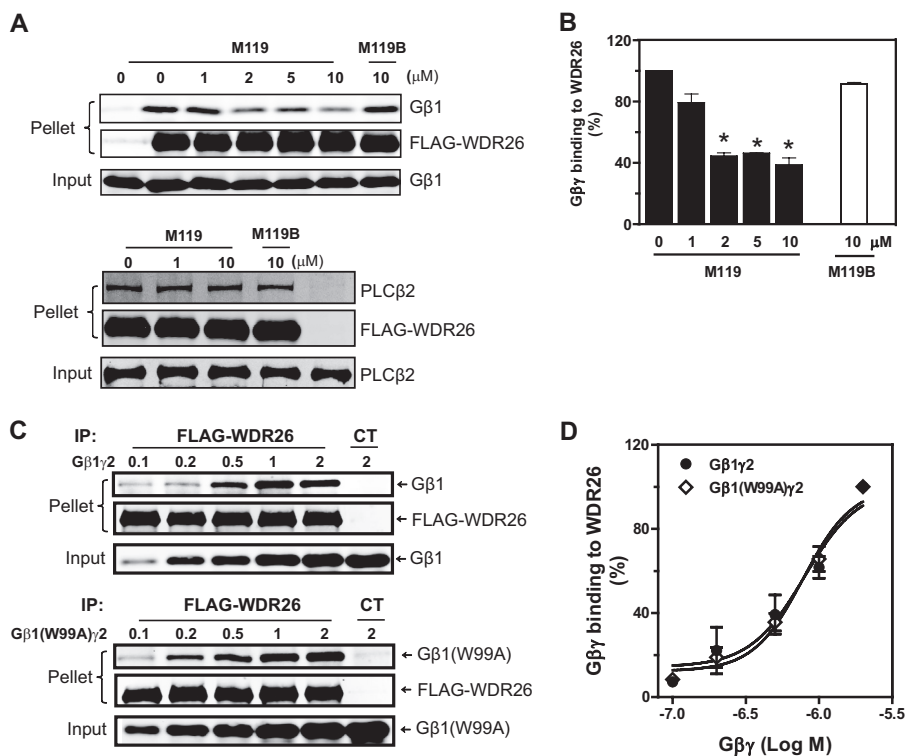 A
M119
M119B
0 0 1 2 5 10 10 (μM)
Pellet
Gβ1
FLAG-WDR26
Input
Gβ1
M119
M119B
0 1 10 10 (μM)
Pellet
PLCβ2
FLAG-WDR26
Input
PLCβ2
B
Gβγ binding to WDR26
(%)
120
80
40
0
* * *
0 1 2 5 10 10 μM
M119
M119B
C
IP: FLAG-WDR26 CT
Gβ1γ2 0.1 0.2 0.5 1 2 2
Pellet
Gβ1
FLAG-WDR26
Input
Gβ1
IP: FLAG-WDR26 CT
Gβ1(W99A)γ2 0.1 0.2 0.5 1 2 2
Pellet
Gβ1(W99A)
FLAG-WDR26
Input
Gβ1(W99A)
D
Gβγ binding to WDR26
(%)
120
80
40
0
Gβ1γ2
Gβ1(W99A)γ2
-7.0 -6.5 -6.0 -5.5
Gβγ (Log M)